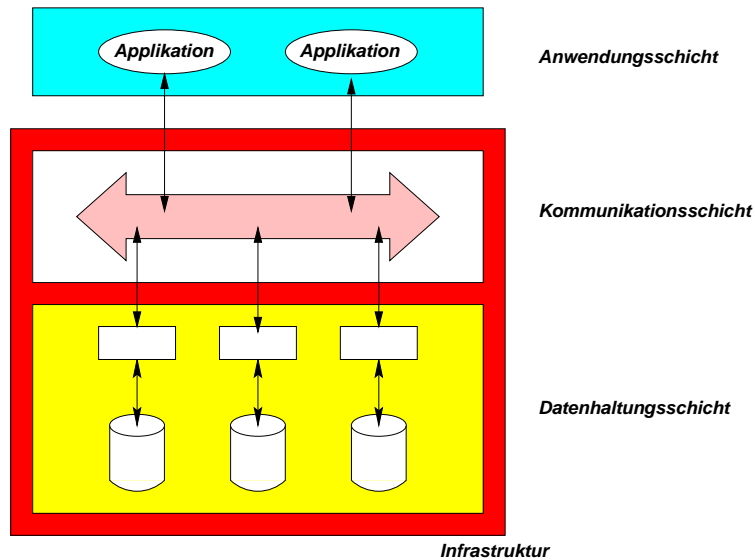 Applikation
Applikation
Anwendungsschicht
Kommunikationsschicht
Datenhaltungsschicht
Infrastruktur